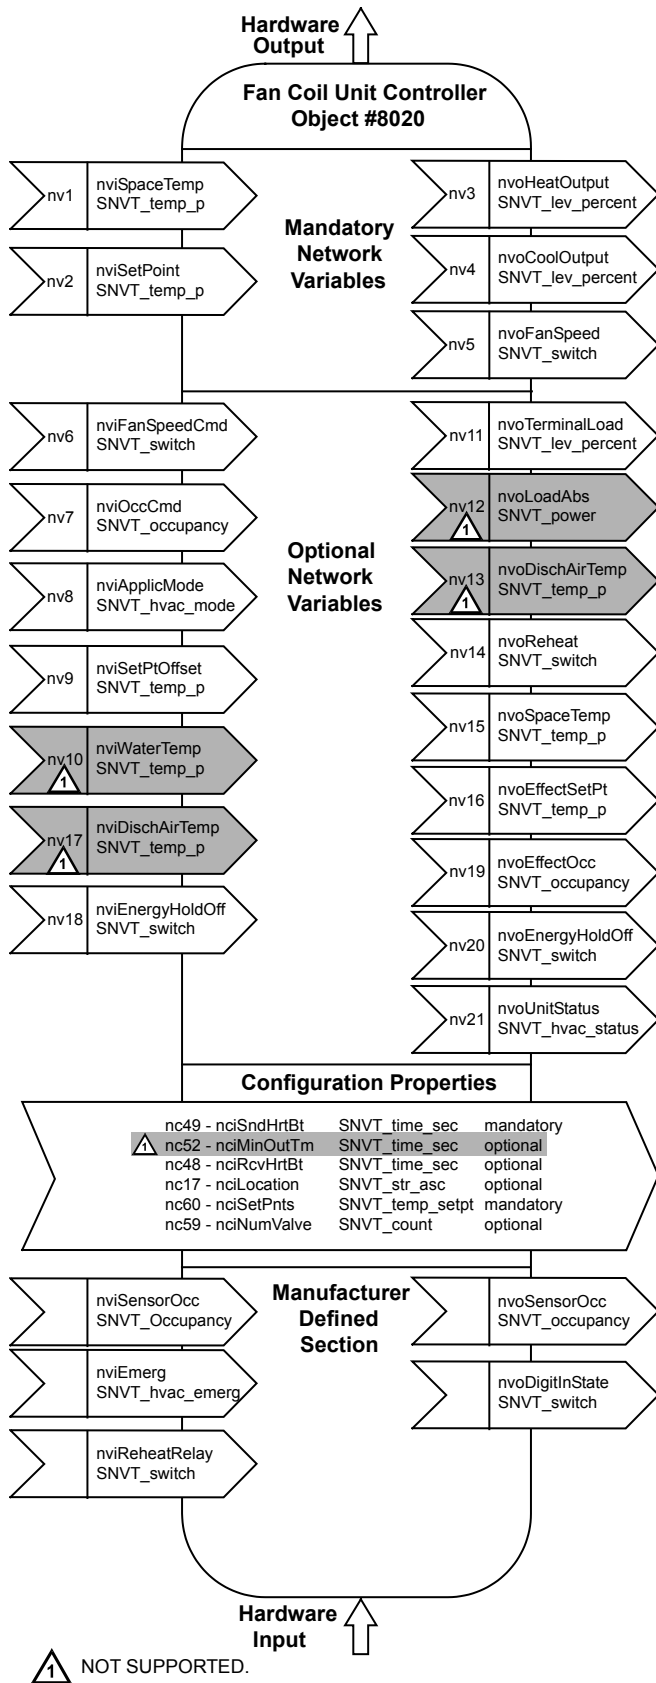 Hardware
Output
Fan Coil Unit Controller
Object #8020
nv1
nviSpaceTemp
SNVT_temp_p
nv2
nviSetPoint
SNVT_temp_p
Mandatory
Network
Variables
nv3
nvoHeatOutput
SNVT_lev_percent
nv4
nvoCoolOutput
SNVT_lev_percent
nv5
nvoFanSpeed
SNVT_switch
nv6
nviFanSpeedCmd
SNVT_switch
nv7
nviOccCmd
SNVT_occupancy
nv8
nviApplicMode
SNVT_hvac_mode
nv9
nviSetPtOffset
SNVT_temp_p
nv10
1
nviWaterTemp
SNVT_temp_p
nv17
1
nviDischAirTemp
SNVT_temp_p
nv18
nviEnergyHoldOff
SNVT_switch
Optional
Network
Variables
nv11
nvoTerminalLoad
SNVT_lev_percent
nv12
1
nvoLoadAbs
SNVT_power
nv13
1
nvoDischAirTemp
SNVT_temp_p
nv14
nvoReheat
SNVT_switch
nv15
nvoSpaceTemp
SNVT_temp_p
nv16
nvoEffectSetPt
SNVT_temp_p
nv19
nvoEffectOcc
SNVT_occupancy
nv20
nvoEnergyHoldOff
SNVT_switch
nv21
nvoUnitStatus
SNVT_hvac_status
Configuration Properties
nc49 - nciSndHrtBt SNVT_time_sec mandatory
1 nc52 - nciMinOutTm SNVT_time_sec optional
nc48 - nciRcvHrtBt SNVT_time_sec optional
nc17 - nciLocation SNVT_str_asc optional
nc60 - nciSetPnts SNVT_temp_setpt mandatory
nc59 - nciNumValve SNVT_count optional
nviSensorOcc
SNVT_Occupancy
nviEmerg
SNVT_hvac_emerg
nviReheatRelay
SNVT_switch
Manufacturer
Defined
Section
nvoSensorOcc
SNVT_occupancy
nvoDigitInState
SNVT_switch
Hardware
Input
1 NOT SUPPORTED.